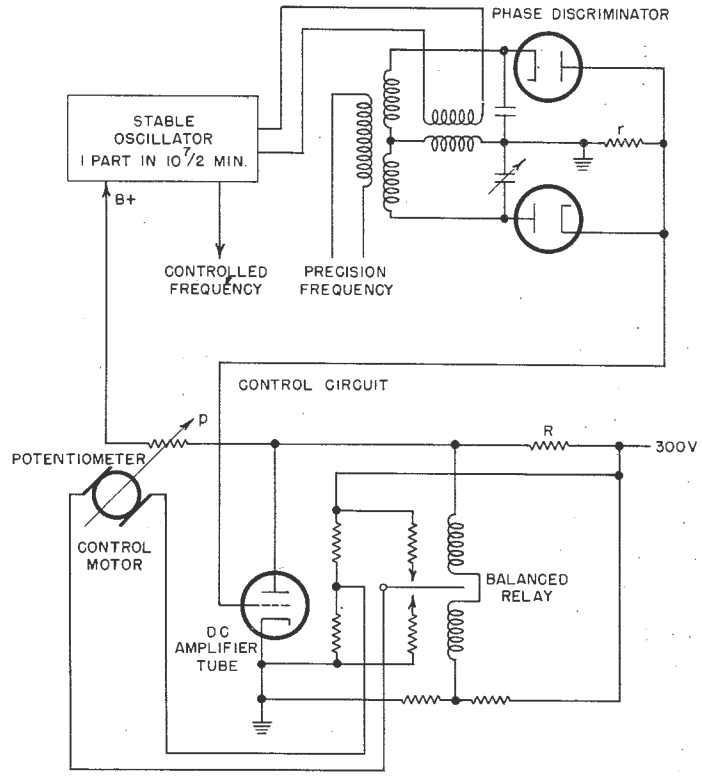 PHASE DISCRIMINATOR
STABLE
OSCILLATOR
1 PART IN 10⁷/2 MIN.
r
B+
CONTROLLED
FREQUENCY
PRECISION
FREQUENCY
CONTROL CIRCUIT
P
R
300V
POTENTIOMETER
CONTROL
MOTOR
BALANCED
RELAY
DC
AMPLIFIER
TUBE